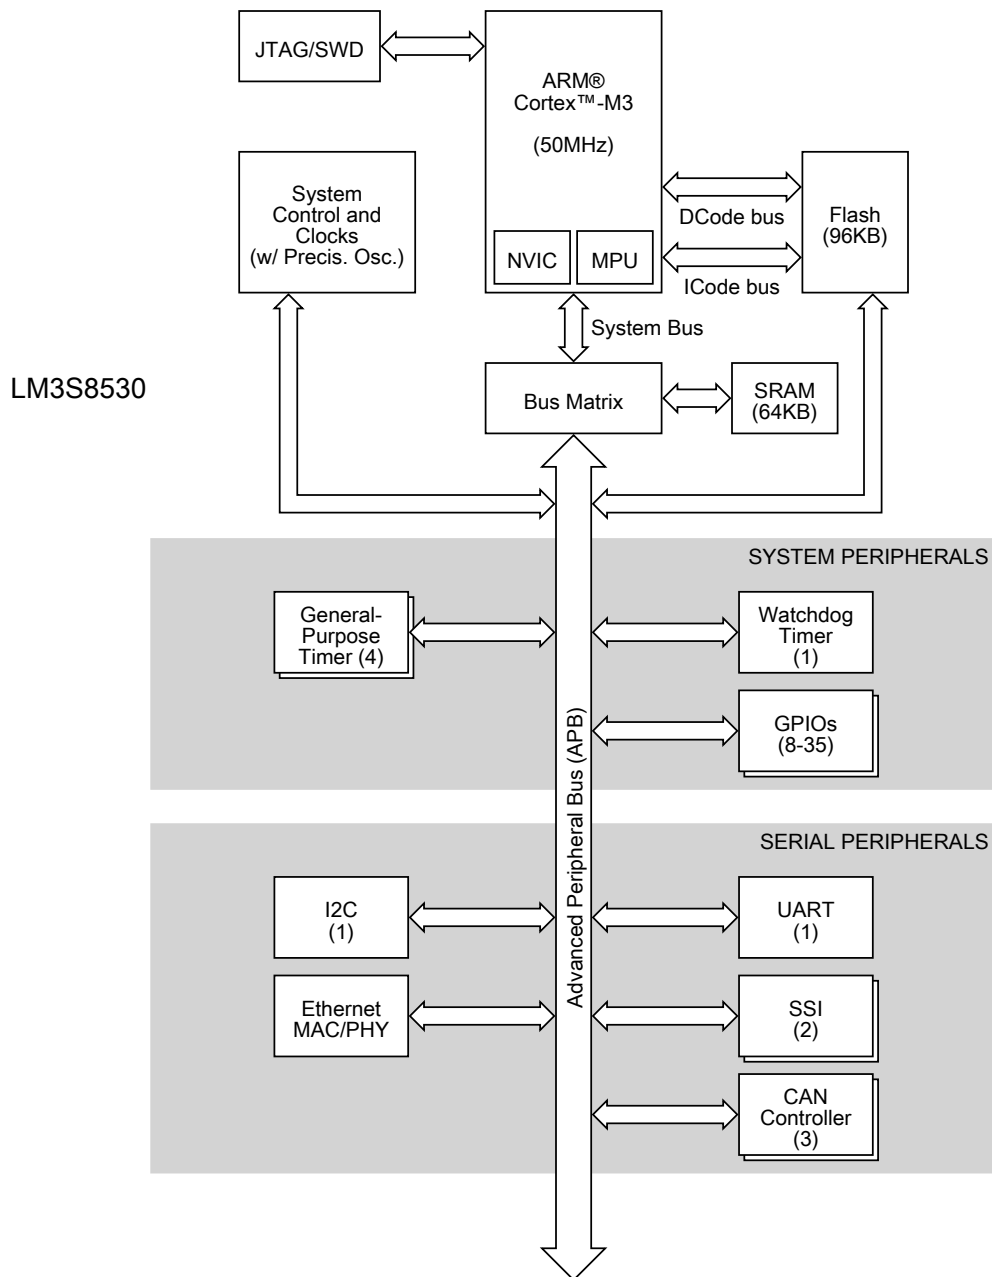 JTAG/SWD
ARM®
Cortex™-M3
(50MHz)
System
Control and
Clocks
(w/ Precis. Osc.)
DCode bus
Flash
(96KB)
NVIC
MPU
ICode bus
System Bus
LM3S8530
Bus Matrix
SRAM
(64KB)
SYSTEM PERIPHERALS
General-
Purpose
Timer (4)
Watchdog
Timer
(1)
GPIOs
(8-35)
Advanced Peripheral Bus (APB)
SERIAL PERIPHERALS
I2C
(1)
UART
(1)
Ethernet
MAC/PHY
SSI
(2)
CAN
Controller
(3)